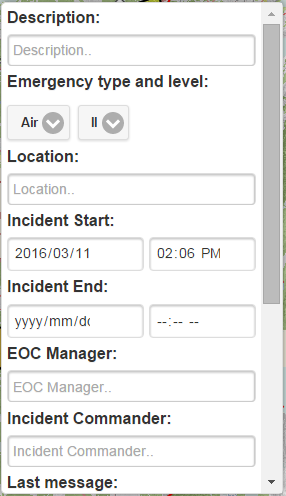 Description:
Description..
Emergency type and level:
Air II
Location:
Location..
Incident Start:
2016/03/11 02:06 PM
Incident End:
yyyy/mm/dd --:-- --
EOC Manager:
EOC Manager..
Incident Commander:
Incident Commander..
Last message: